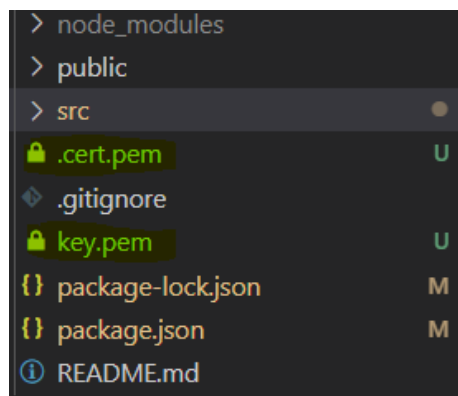 > node_modules
> public
> src
.cert.pem U
.gitignore
key.pem U
{} package-lock.json M
{} package.json M
README.md